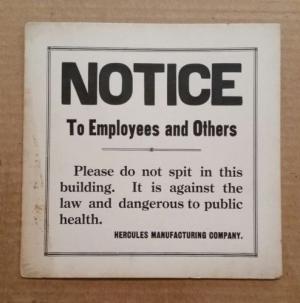 NOTICE
To Employees and Others
Please do not spit in this
building. It is against the
law and dangerous to public
health.
HERCULES MANUFACTURING COMPANY.